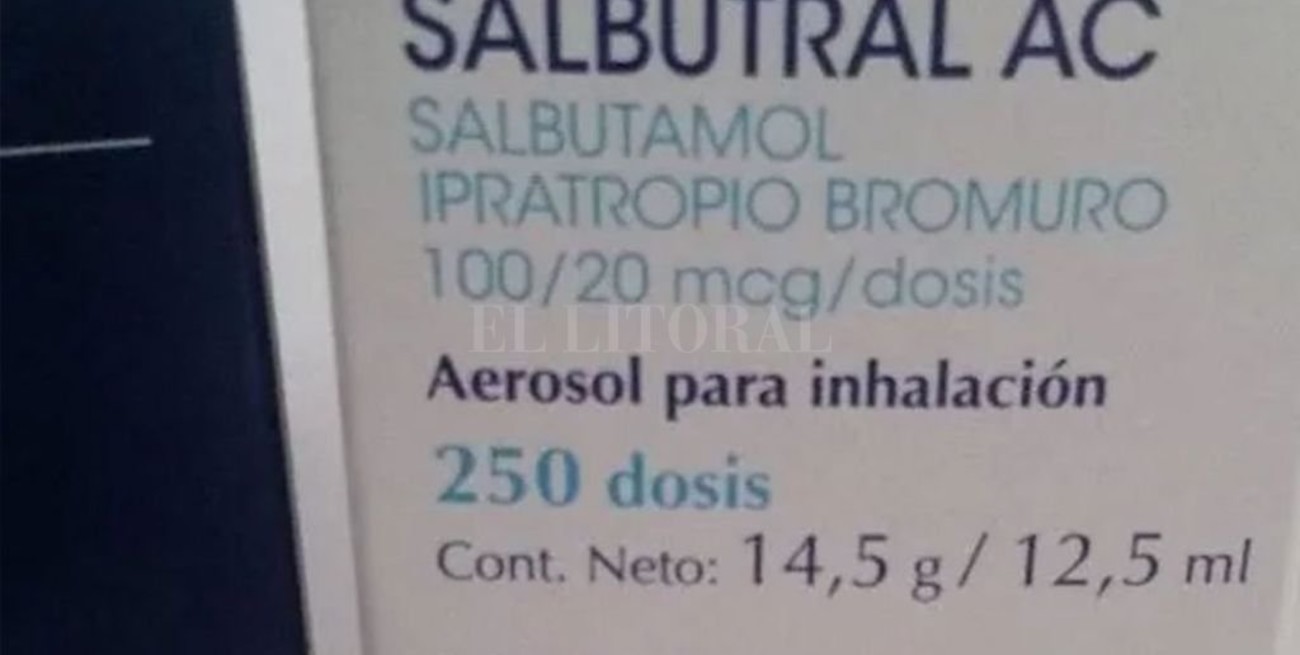 SALBUTRAL AC
SALBUTAMOL
IPRATROPIO BROMURO
100/20 mcg/dosis
EL LITORAL
Aerosol para inhalación
250 dosis
Cont. Neto: 14,5 g / 12,5 ml